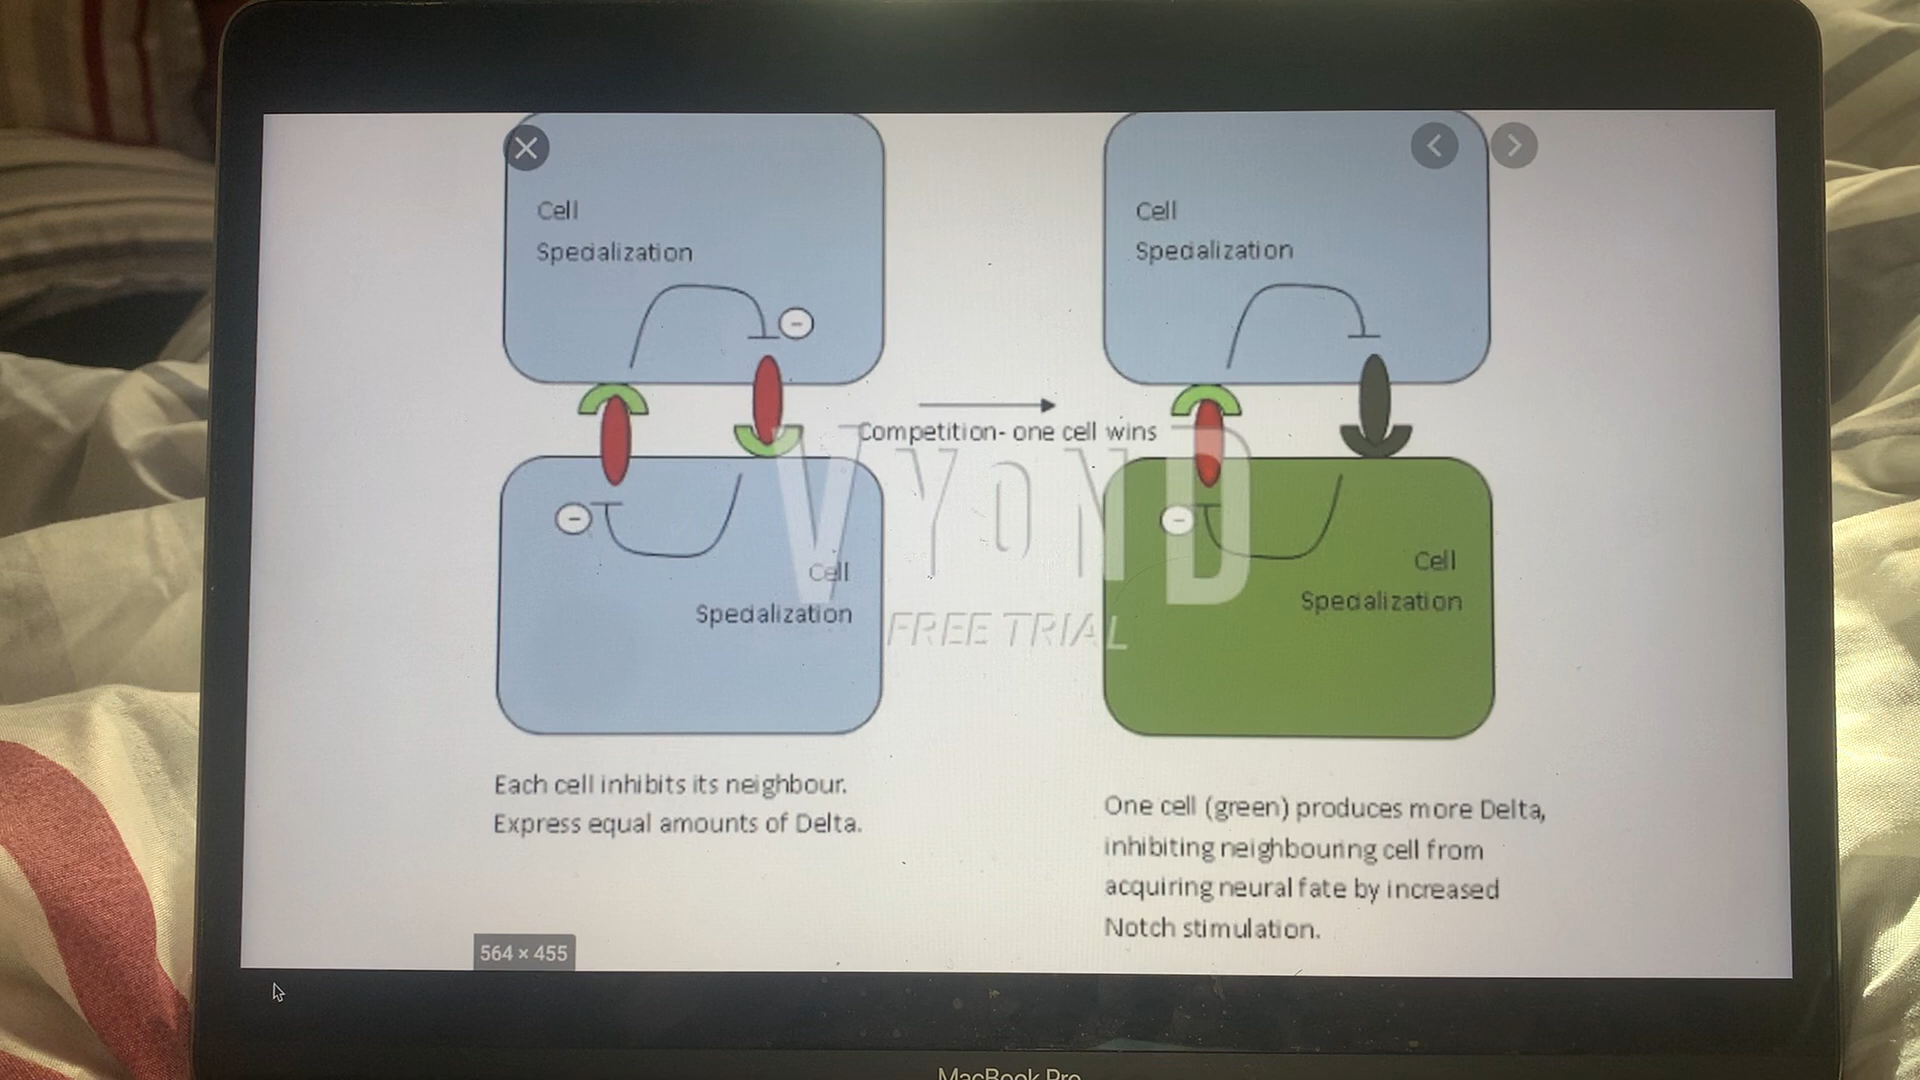 Cell
Specialization
Cell
Specialization
Competition- one cell wins
VYOND
FREE TRIAL
Cell
Specialization
Cell
Specialization
Each cell inhibits its neighbour.
Express equal amounts of Delta.
One cell (green) produces more Delta,
inhibiting neighbouring cell from
acquiring neural fate by increased
Notch stimulation.
564 × 455
MacBook Pro